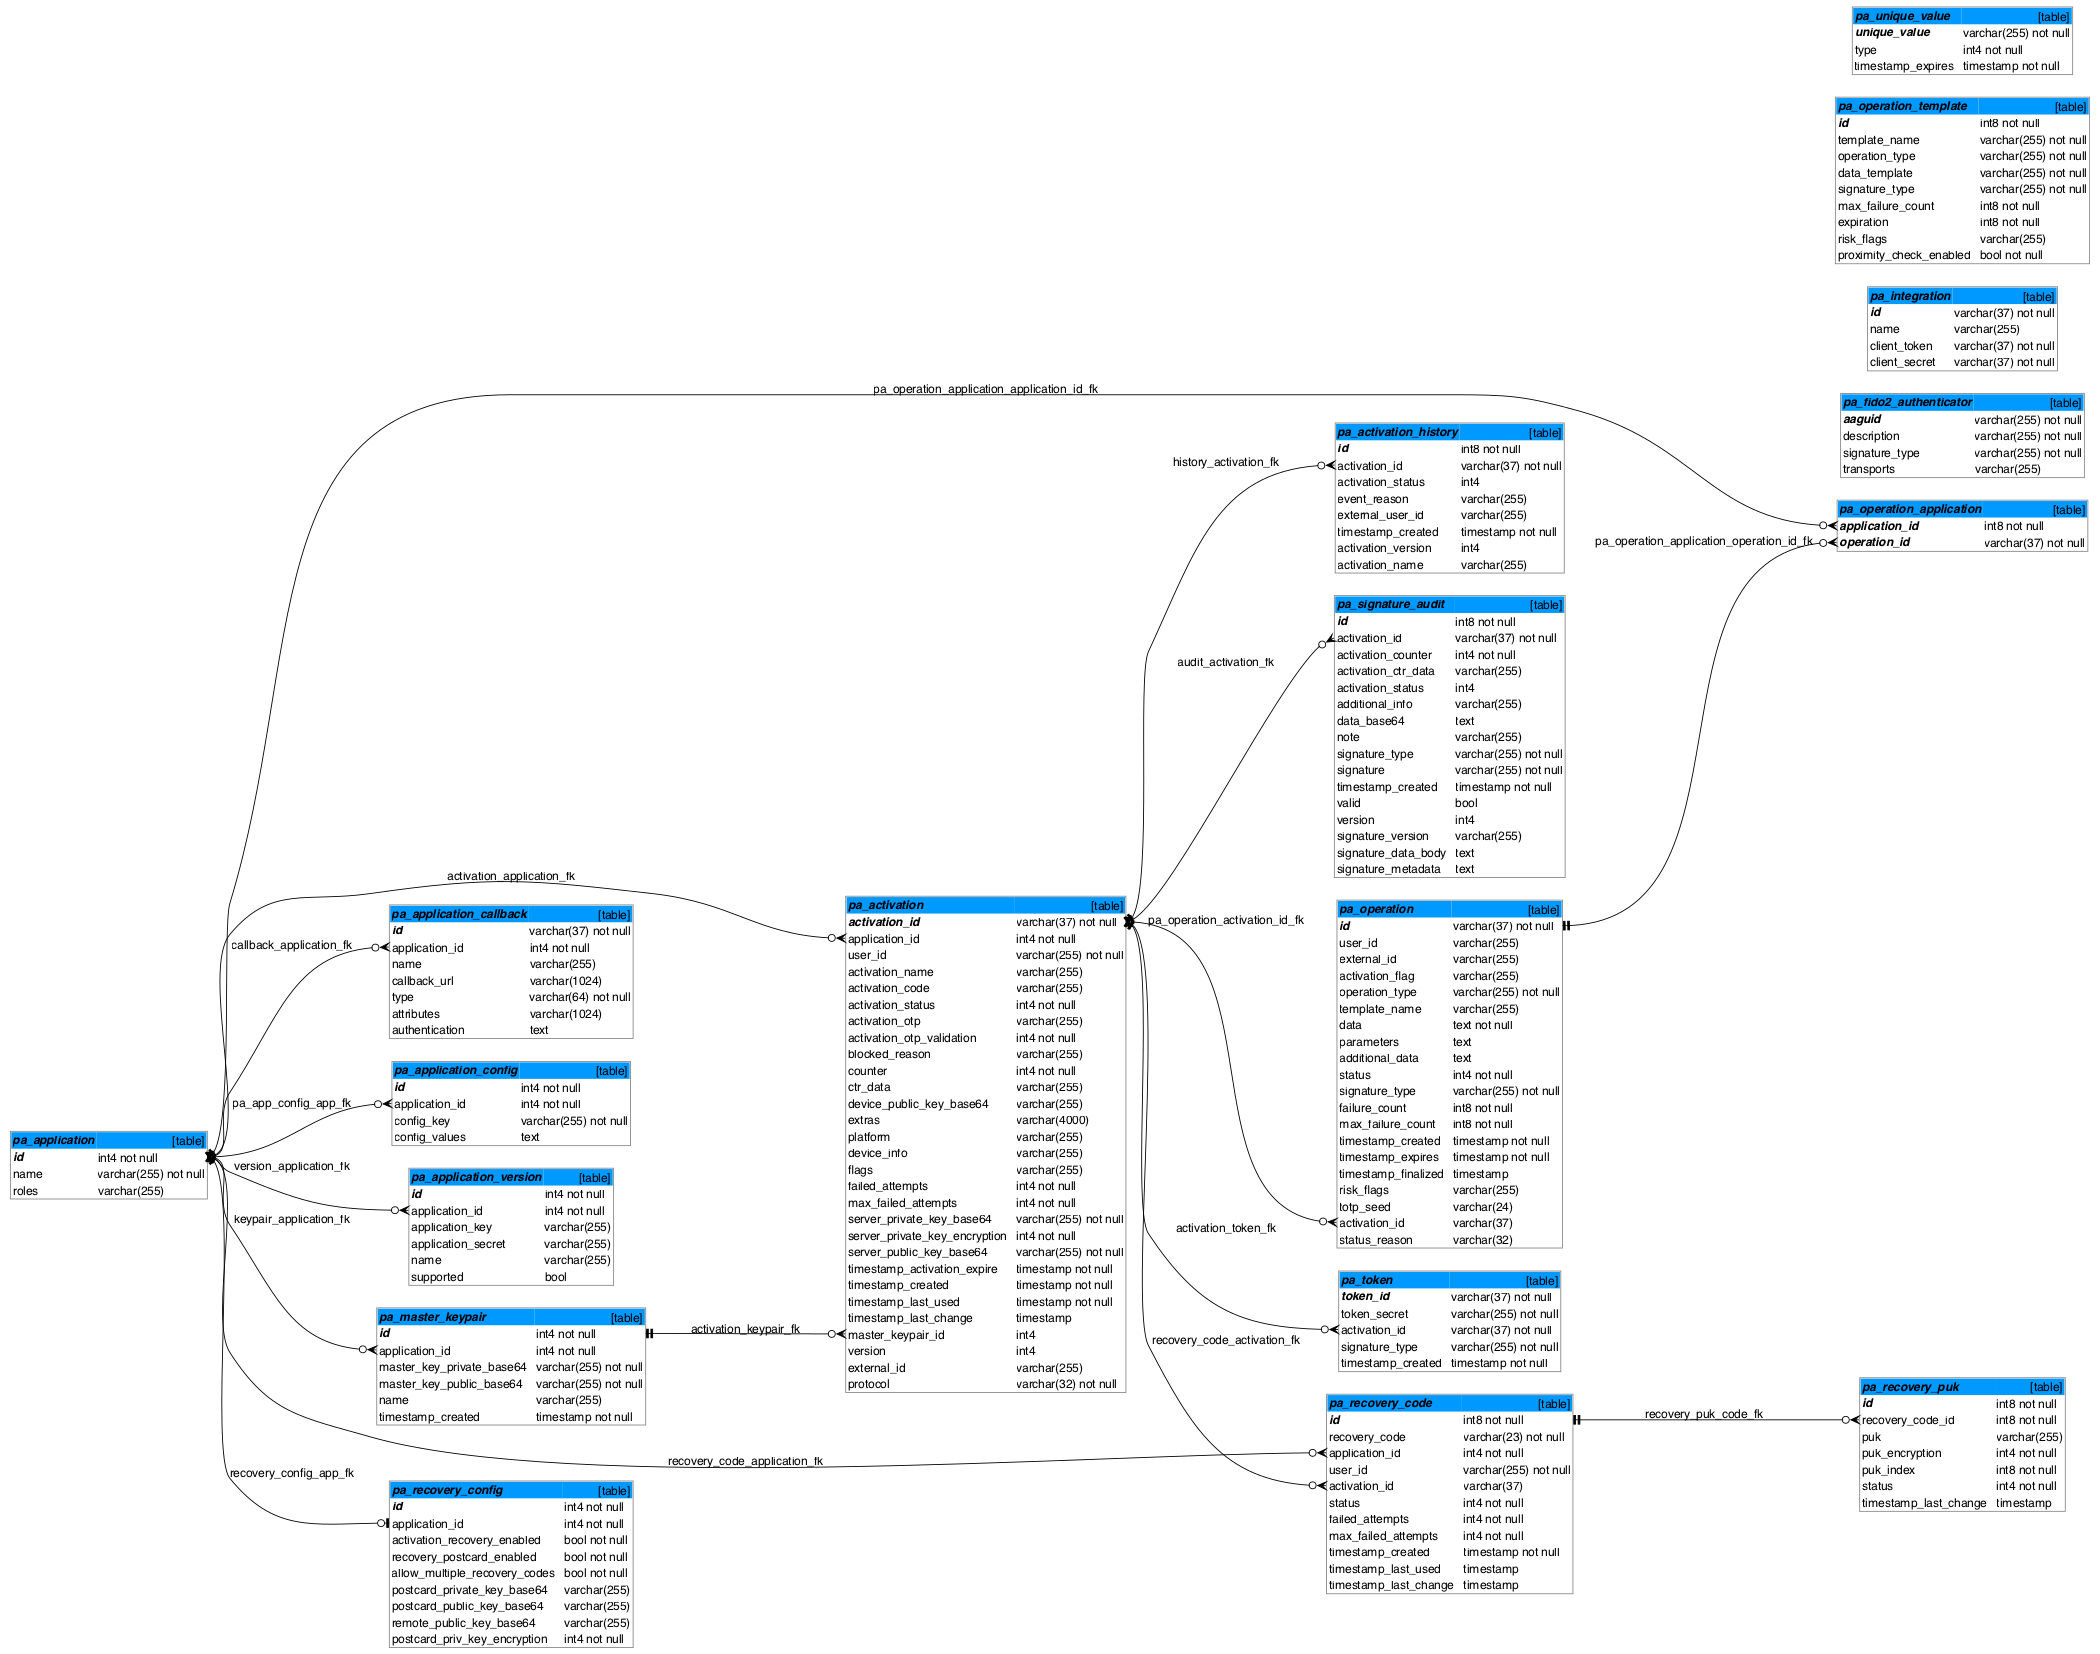 pa_unique_value [table]
unique_value varchar(255) not null
type int4 not null
timestamp_expires timestamp not null
pa_operation_template [table]
id int8 not null
template_name varchar(255) not null
operation_type varchar(255) not null
data_template varchar(255) not null
signature_type varchar(255) not null
max_failure_count int8 not null
expiration int8 not null
risk_flags varchar(255)
proximity_check_enabled bool not null
pa_integration [table]
id varchar(37) not null
name varchar(255)
client_token varchar(37) not null
client_secret varchar(37) not null
pa_fido2_authenticator [table]
aaguid varchar(255) not null
description varchar(255) not null
signature_type varchar(255) not null
transports varchar(255)
pa_operation_application [table]
application_id int8 not null
operation_id varchar(37) not null
pa_operation_application_application_id_fk
pa_operation_application_operation_id_fk
history_activation_fk
pa_activation_history [table]
id int8 not null
activation_id varchar(37) not null
activation_status int4
event_reason varchar(255)
external_user_id varchar(255)
timestamp_created timestamp not null
activation_version int4
activation_name varchar(255)
audit_activation_fk
pa_signature_audit [table]
id int8 not null
activation_id varchar(37) not null
activation_counter int4 not null
activation_ctr_data varchar(255)
activation_status int4
additional_info varchar(255)
data_base64 text
note varchar(255)
signature_type varchar(255) not null
signature varchar(255) not null
timestamp_created timestamp not null
valid bool
version int4
signature_version varchar(255)
signature_data_body text
signature_metadata text
activation_application_fk
callback_application_fk
pa_application_callback [table]
id varchar(37) not null
application_id int4 not null
name varchar(255)
callback_url varchar(1024)
type varchar(64) not null
attributes varchar(1024)
authentication text
pa_app_config_app_fk
pa_application_config [table]
id int4 not null
application_id int4 not null
config_key varchar(255) not null
config_values text
pa_application [table]
id int4 not null
name varchar(255) not null
roles varchar(255)
version_application_fk
pa_application_version [table]
id int4 not null
application_id int4 not null
application_key varchar(255)
application_secret varchar(255)
name varchar(255)
supported bool
keypair_application_fk
pa_master_keypair [table]
id int4 not null
application_id int4 not null
master_key_private_base64 varchar(255) not null
master_key_public_base64 varchar(255) not null
name varchar(255)
timestamp_created timestamp not null
activation_keypair_fk
recovery_code_application_fk
recovery_config_app_fk
pa_recovery_config [table]
id int4 not null
application_id int4 not null
activation_recovery_enabled bool not null
recovery_postcard_enabled bool not null
allow_multiple_recovery_codes bool not null
postcard_private_key_base64 varchar(255)
postcard_public_key_base64 varchar(255)
remote_public_key_base64 varchar(255)
postcard_priv_key_encryption int4 not null
pa_activation [table]
activation_id varchar(37) not null
application_id int4 not null
user_id varchar(255) not null
activation_name varchar(255)
activation_code varchar(255)
activation_status int4 not null
activation_otp varchar(255)
activation_otp_validation int4 not null
blocked_reason varchar(255)
counter int4 not null
ctr_data varchar(255)
device_public_key_base64 varchar(255)
extras varchar(4000)
platform varchar(255)
device_info varchar(255)
flags varchar(255)
failed_attempts int4 not null
max_failed_attempts int4 not null
server_private_key_base64 varchar(255) not null
server_private_key_encryption int4 not null
server_public_key_base64 varchar(255) not null
timestamp_activation_expire timestamp not null
timestamp_created timestamp not null
timestamp_last_used timestamp not null
timestamp_last_change timestamp
master_keypair_id int4
version int4
external_id varchar(255)
protocol varchar(32) not null
pa_operation_activation_id_fk
pa_operation [table]
id varchar(37) not null
user_id varchar(255)
external_id varchar(255)
activation_flag varchar(255)
operation_type varchar(255) not null
template_name varchar(255)
data text not null
parameters text
additional_data text
status int4 not null
signature_type varchar(255) not null
failure_count int8 not null
max_failure_count int8 not null
timestamp_created timestamp not null
timestamp_expires timestamp not null
timestamp_finalized timestamp
risk_flags varchar(255)
totp_seed varchar(24)
activation_id varchar(37)
status_reason varchar(32)
activation_token_fk
pa_token [table]
token_id varchar(37) not null
token_secret varchar(255) not null
activation_id varchar(37) not null
signature_type varchar(255) not null
timestamp_created timestamp not null
recovery_code_activation_fk
pa_recovery_code [table]
id int8 not null
recovery_code varchar(23) not null
application_id int4 not null
user_id varchar(255) not null
activation_id varchar(37)
status int4 not null
failed_attempts int4 not null
max_failed_attempts int4 not null
timestamp_created timestamp not null
timestamp_last_used timestamp
timestamp_last_change timestamp
recovery_puk_code_fk
pa_recovery_puk [table]
id int8 not null
recovery_code_id int8 not null
puk varchar(255)
puk_encryption int4 not null
puk_index int8 not null
status int4 not null
timestamp_last_change timestamp